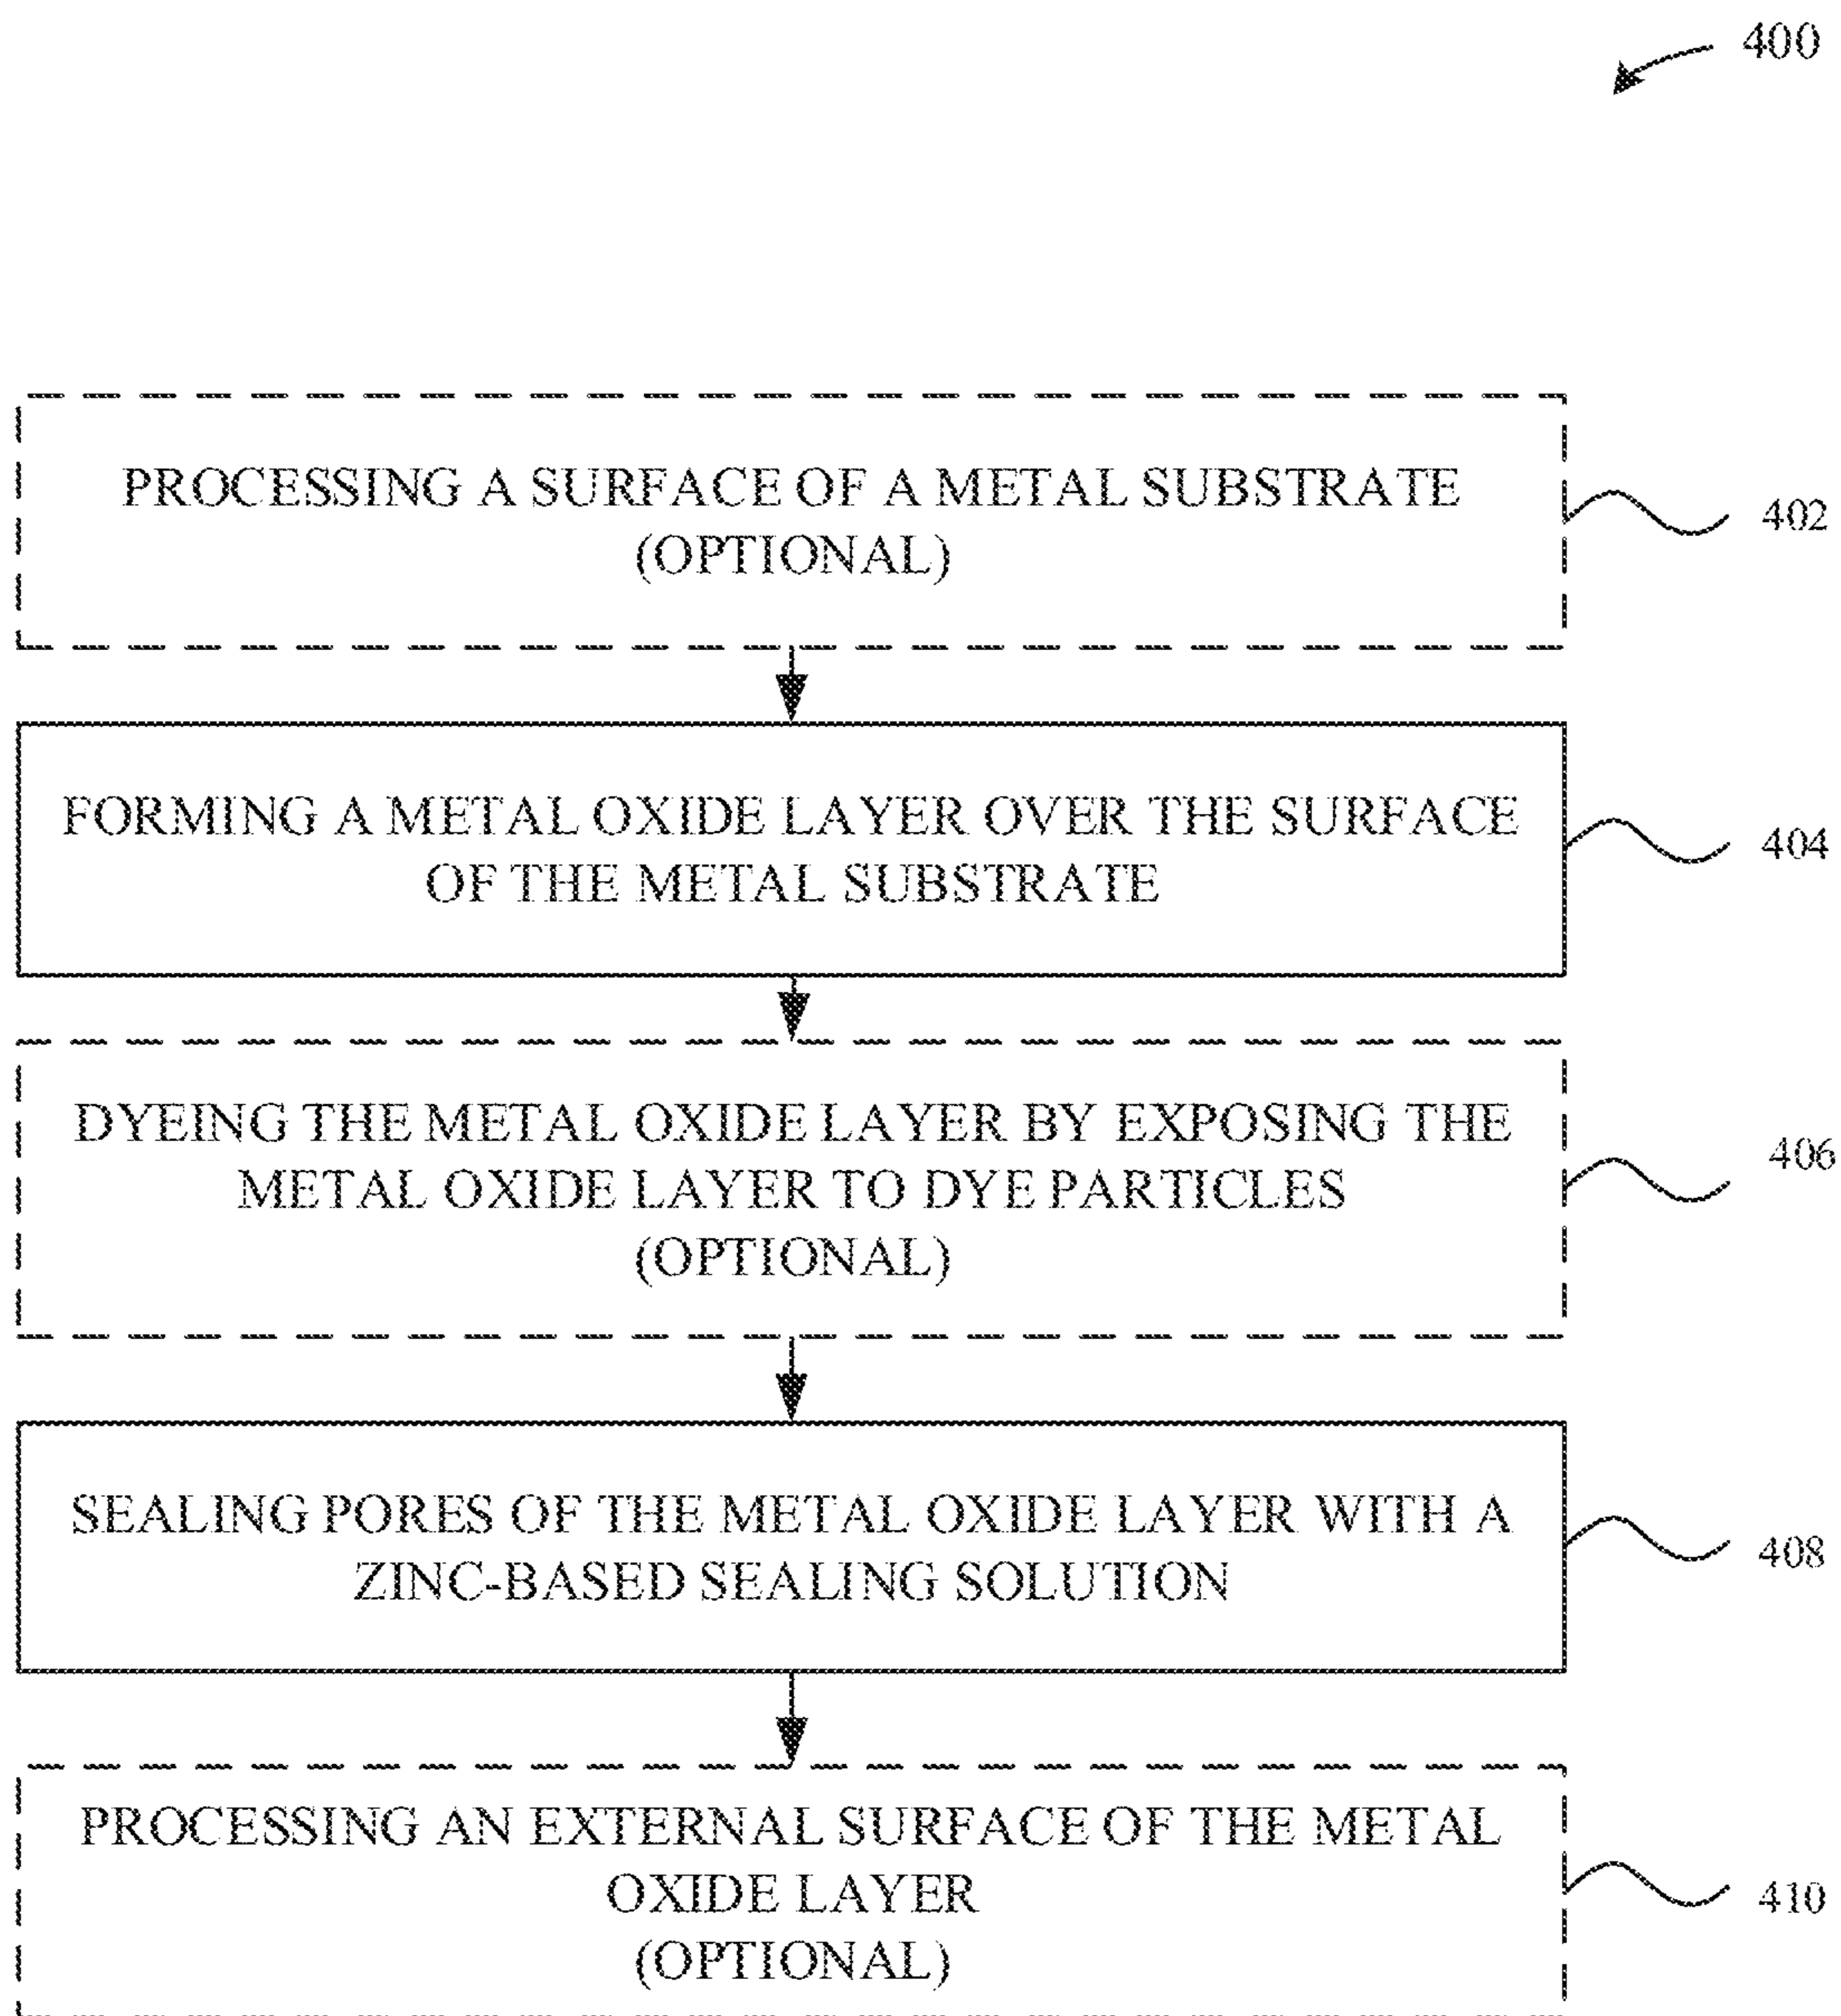 400
PROCESSING A SURFACE OF A METAL SUBSTRATE
(OPTIONAL)
402
FORMING A METAL OXIDE LAYER OVER THE SURFACE
OF THE METAL SUBSTRATE
404
DYEING THE METAL OXIDE LAYER BY EXPOSING THE
METAL OXIDE LAYER TO DYE PARTICLES
(OPTIONAL)
406
SEALING PORES OF THE METAL OXIDE LAYER WITH A
ZINC-BASED SEALING SOLUTION
408
PROCESSING AN EXTERNAL SURFACE OF THE METAL
OXIDE LAYER
(OPTIONAL)
410